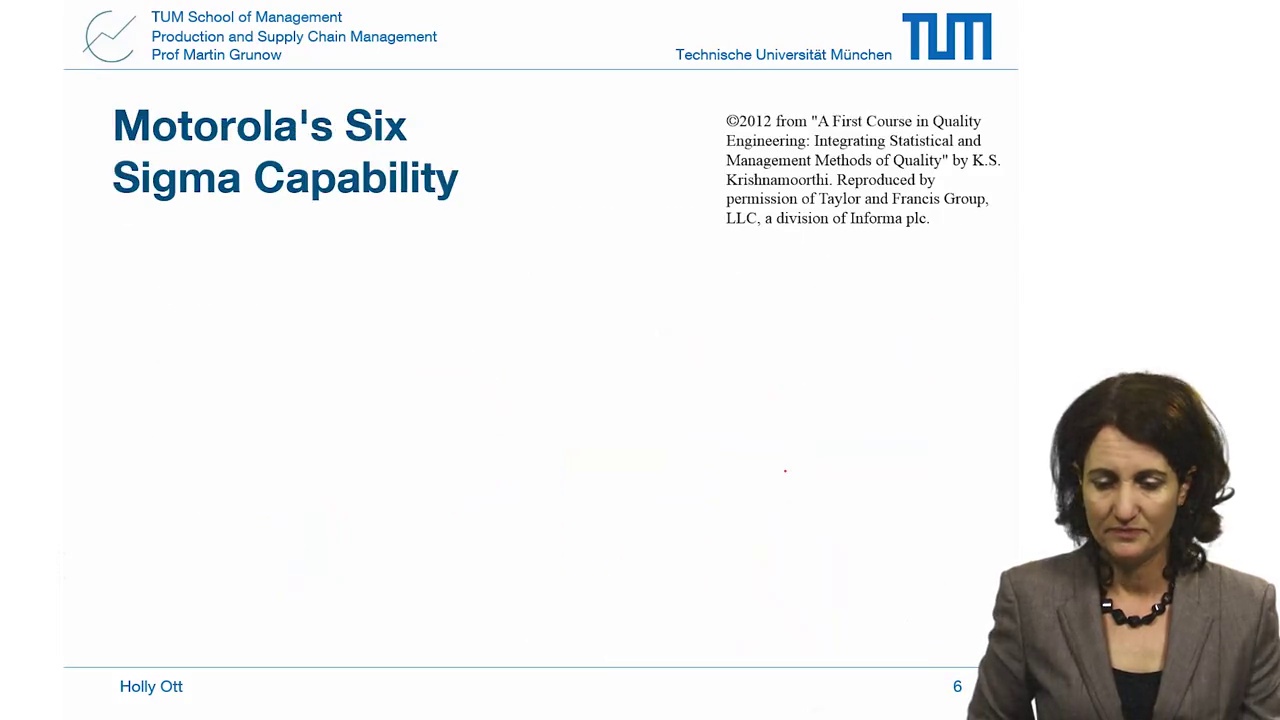 TUM School of Management
Production and Supply Chain Management
Prof Martin Grunow
Technische Universität München
TUM
Motorola's Six
Sigma Capability
©2012 from "A First Course in Quality
Engineering: Integrating Statistical and
Management Methods of Quality" by K.S.
Krishnamoorthi. Reproduced by
permission of Taylor and Francis Group,
LLC, a division of Informa plc.
Holly Ott
6